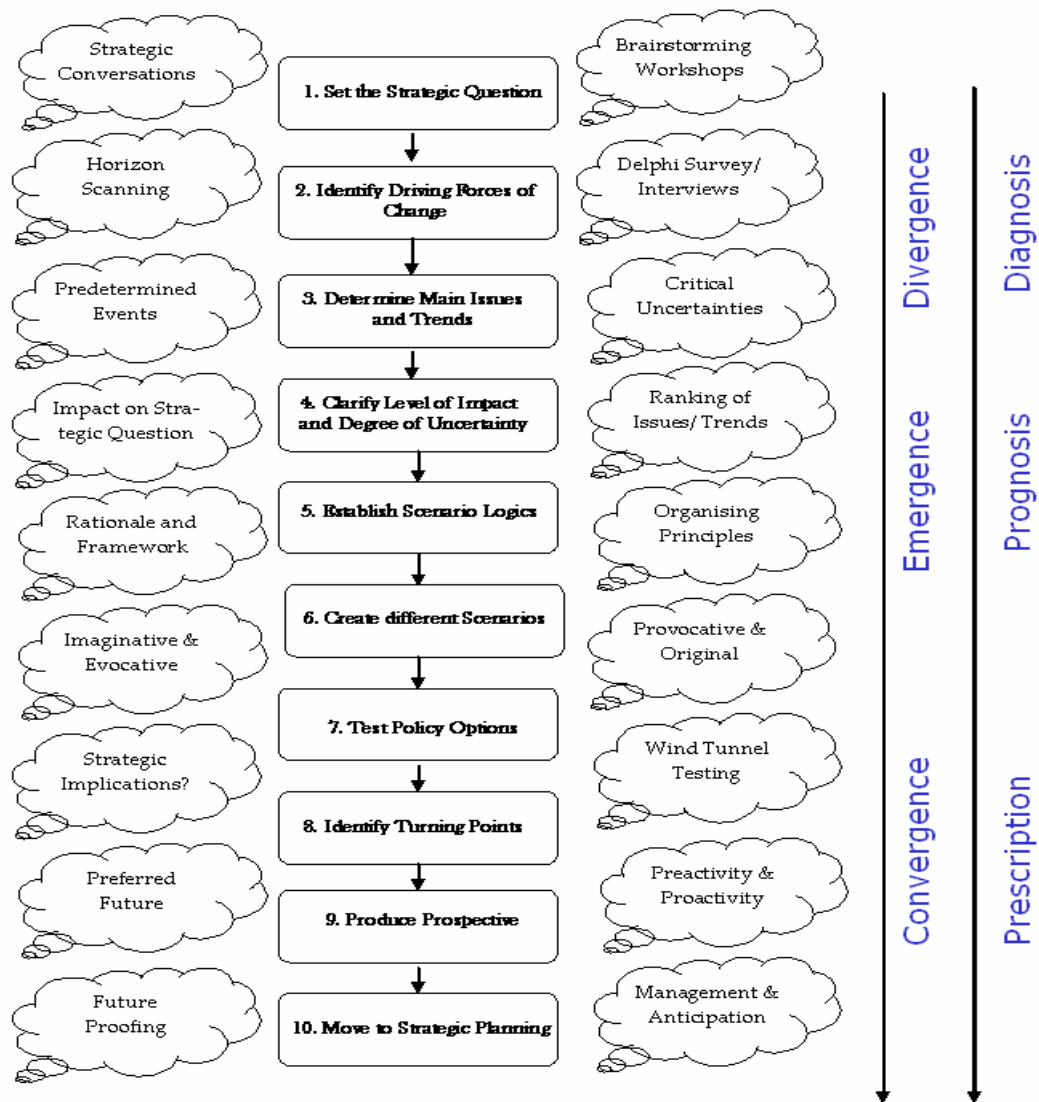 Strategic
Conversations
1. Set the Strategic Question
Brainstorming
Workshops
Horizon
Scanning
2. Identify Driving Forces of
Change
Delphi Survey/
Interviews
Predetermined
Events
3. Determine Main Issues
and Trends
Critical
Uncertainties
Impact on Stra-
tegic Question
4. Clarify Level of Impact
and Degree of Uncertainty
Ranking of
Issues/ Trends
Rationale and
Framework
5. Establish Scenario Logics
Organising
Principles
Imaginative &
Evocative
6. Create different Scenarios
Provocative &
Original
Strategic
Implications?
7. Test Policy Options
Wind Tunnel
Testing
8. Identify Turning Points
Preferred
Future
9. Produce Prospective
Preactivity &
Proactivity
Future
Proofing
10. Move to Strategic Planning
Management &
Anticipation
Divergence
Emergence
Convergence
Diagnosis
Prognosis
Prescription